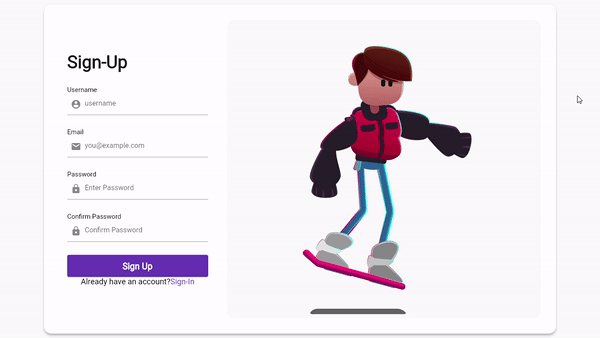 Sign-Up
Username
username
Email
you@example.com
Password
Enter Password
Confirm Password
Confirm Password
Sign Up
Already have an account?Sign-In